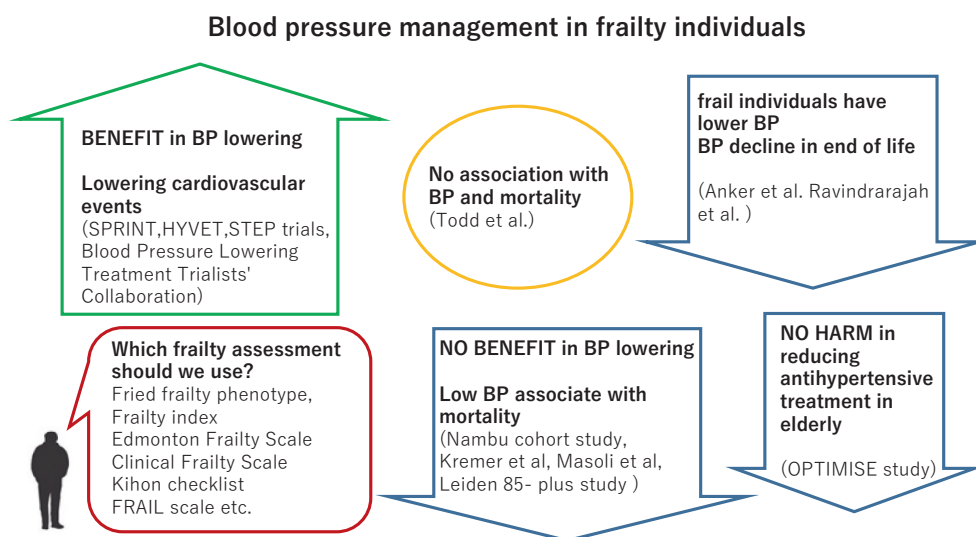 Blood pressure management in frailty individuals
BENEFIT in BP lowering
Lowering cardiovascular
events
(SPRINT,HYVET,STEP trials,
Blood Pressure Lowering
Treatment Trialists'
Collaboration)
No association with
BP and mortality
(Todd et al.)
frail individuals have
lower BP
BP decline in end of life
(Anker et al. Ravindrarajah
et al. )
Which frailty assessment
should we use?
Fried frailty phenotype,
Frailty index
Edmonton Frailty Scale
Clinical Frailty Scale
Kihon checklist
FRAIL scale etc.
NO BENEFIT in BP lowering
Low BP associate with
mortality
(Nambu cohort study,
Kremer et al, Masoli et al,
Leiden 85- plus study )
NO HARM in
reducing
antihypertensive
treatment in
elderly
(OPTIMISE study)